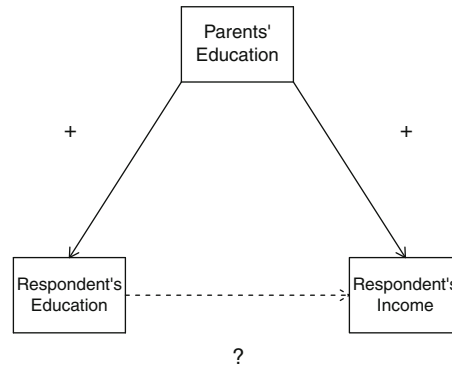 Parents'
Education
+
+
Respondent's
Education
Respondent's
Income
?